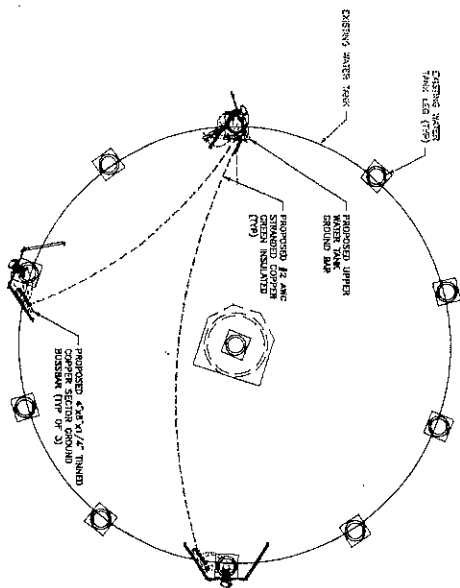 EXISTING WATER
TANK LEG (TYP)
EXISTING WATER TANK
PROPOSED UPPER
WATER TANK
GROUND BAR
PROPOSED #2 AWG
STRANDED COPPER
GREEN INSULATED
(TYP)
PROPOSED 4"x6"x1/4" TINNED
COPPER SECTOR GROUND
BUSSBAR (TYP OF 3)